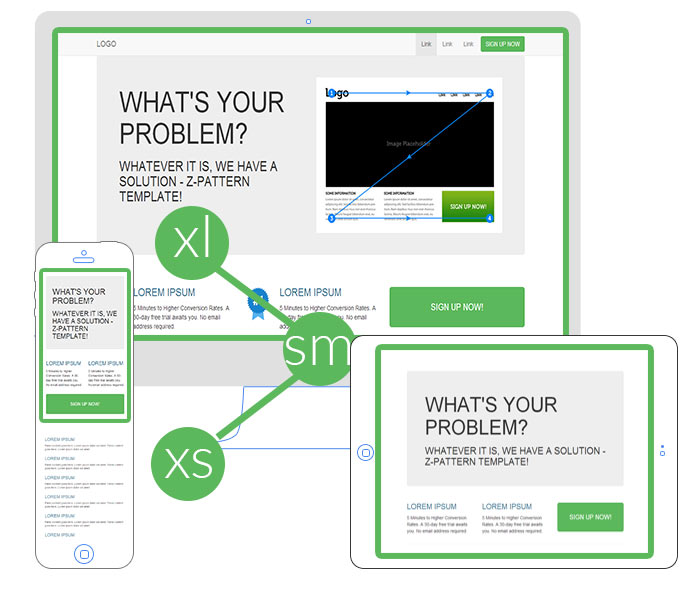 LOGO
Link
Link
Link
SIGN UP NOW
WHAT'S YOUR
PROBLEM?
WHATEVER IT IS, WE HAVE A
SOLUTION - Z-PATTERN
TEMPLATE!
1
Logo
Link
Link
Link
Link
2
Image Placeholder
SOME INFORMATION
SOME INFORMATION
SIGN UP NOW!
3
4
xl
LOREM IPSUM
5 Minutes to Higher Conversion Rates. A
30-day free trial awaits you. No email
address required
LOREM IPSUM
5 Minutes to Higher Conversion Rates. A
free trial awaits you. No email
address required
SIGN UP NOW!
sm
xs
WHAT'S YOUR
PROBLEM?
WHATEVER IT IS, WE
HAVE A SOLUTION -
Z-PATTERN
TEMPLATE!
LOREM IPSUM
5 Minutes to Higher
Conversion Rates. A
30-day free trial awaits
you. No email
address required
LOREM IPSUM
5 Minutes to Higher
Conversion Rates. A
30-day free trial awaits
you. No email
address required
SIGN UP NOW!
LOREM IPSUM
LOREM IPSUM
LOREM IPSUM
LOREM IPSUM
LOREM IPSUM
LOREM IPSUM
WHAT'S YOUR
PROBLEM?
WHATEVER IT IS, WE HAVE A SOLUTION -
Z-PATTERN TEMPLATE!
LOREM IPSUM
5 Minutes to Higher Conversion
Rates. A 30-day free trial awaits
you. No email address required
LOREM IPSUM
5 Minutes to Higher Conversion
Rates. A 30-day free trial awaits
you. No email address required
SIGN UP NOW!